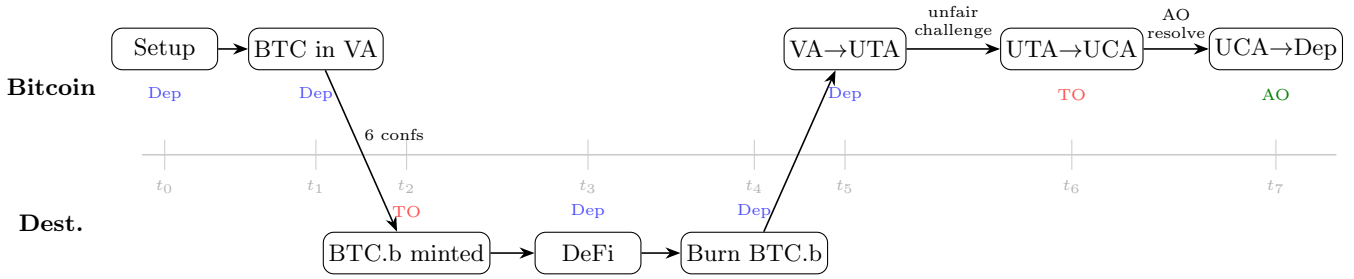 unfair
challenge
AO
resolve
Setup
BTC in VA
VA→UTA
UTA→UCA
UCA→Dep
Bitcoin
Dep
Dep
Dep
TO
AO
6 confs
t0
t1
t2
t3
t4
t5
t6
t7
Dest.
TO
Dep
Dep
BTC.b minted
DeFi
Burn BTC.b